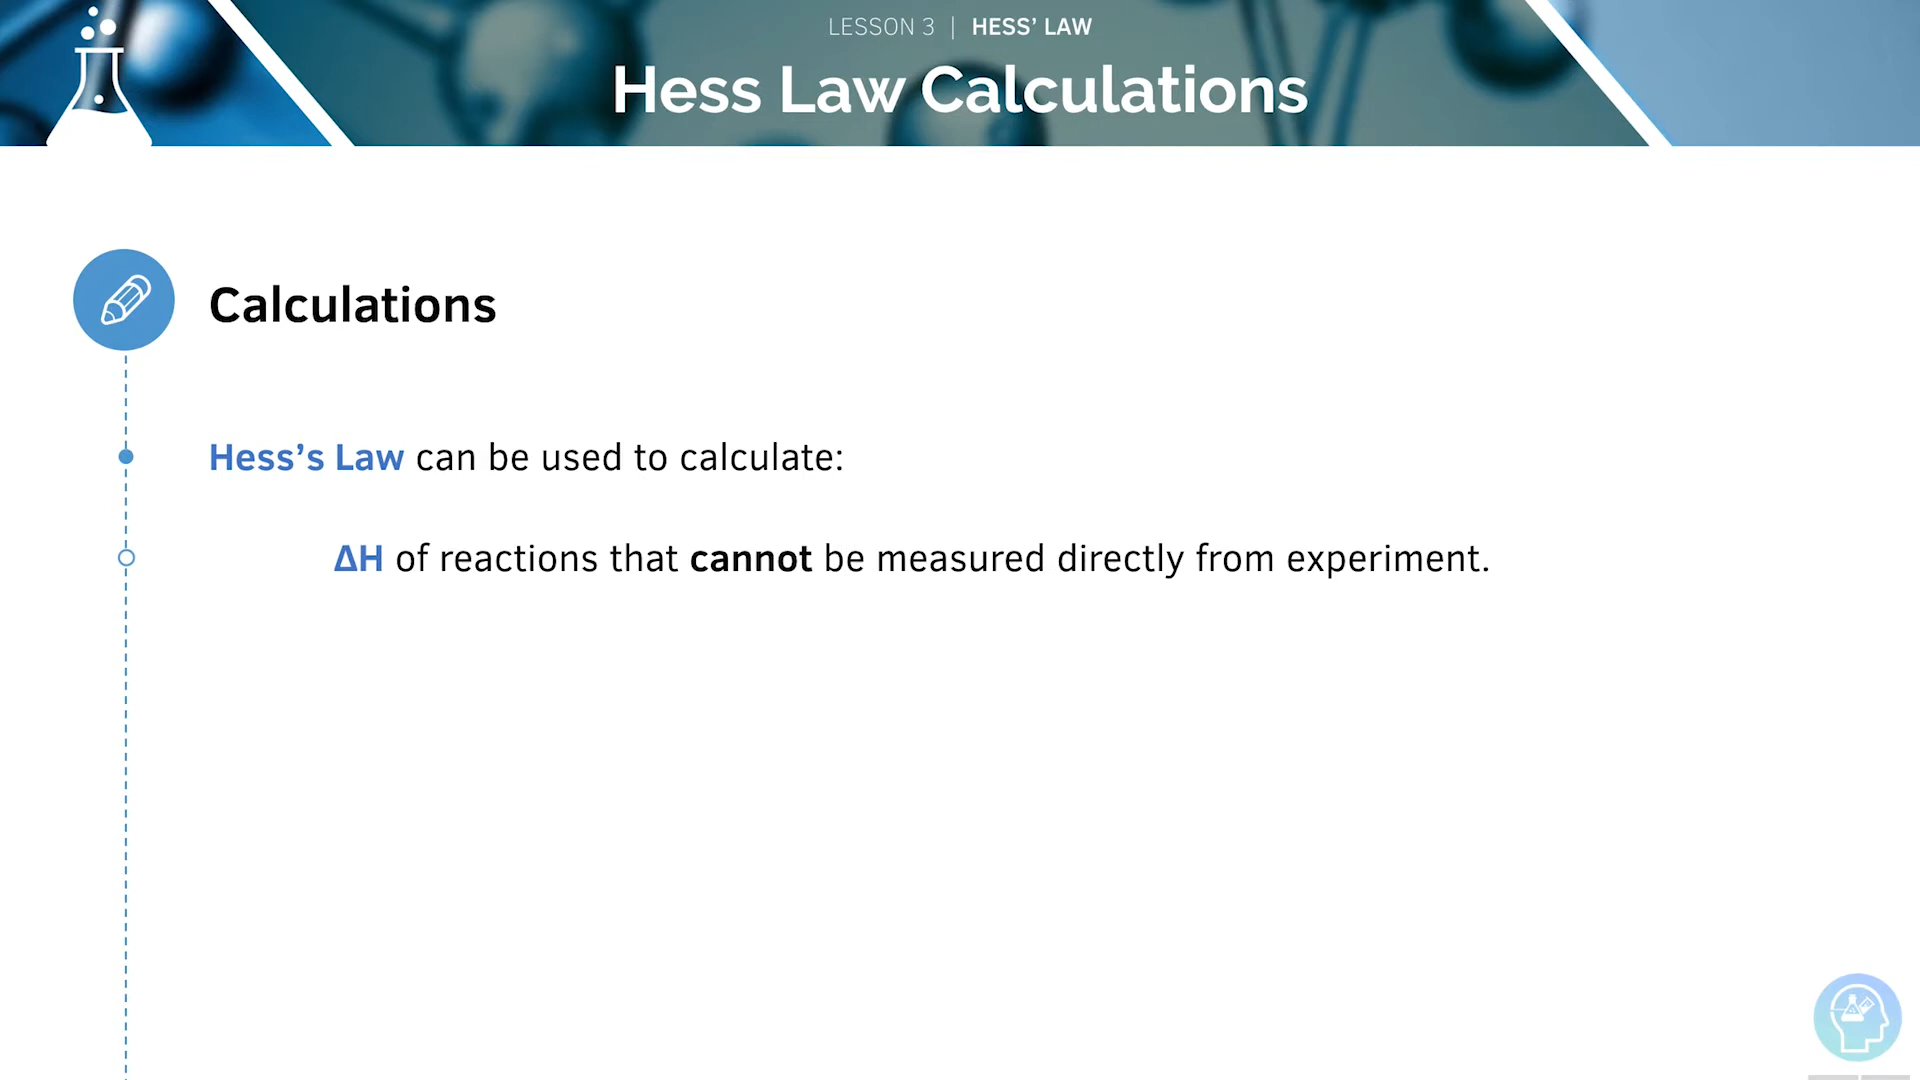 LESSON 3 | HESS’ LAW
Hess Law Calculations
Calculations
Hess’s Law can be used to calculate:
ΔH of reactions that cannot be measured directly from experiment.